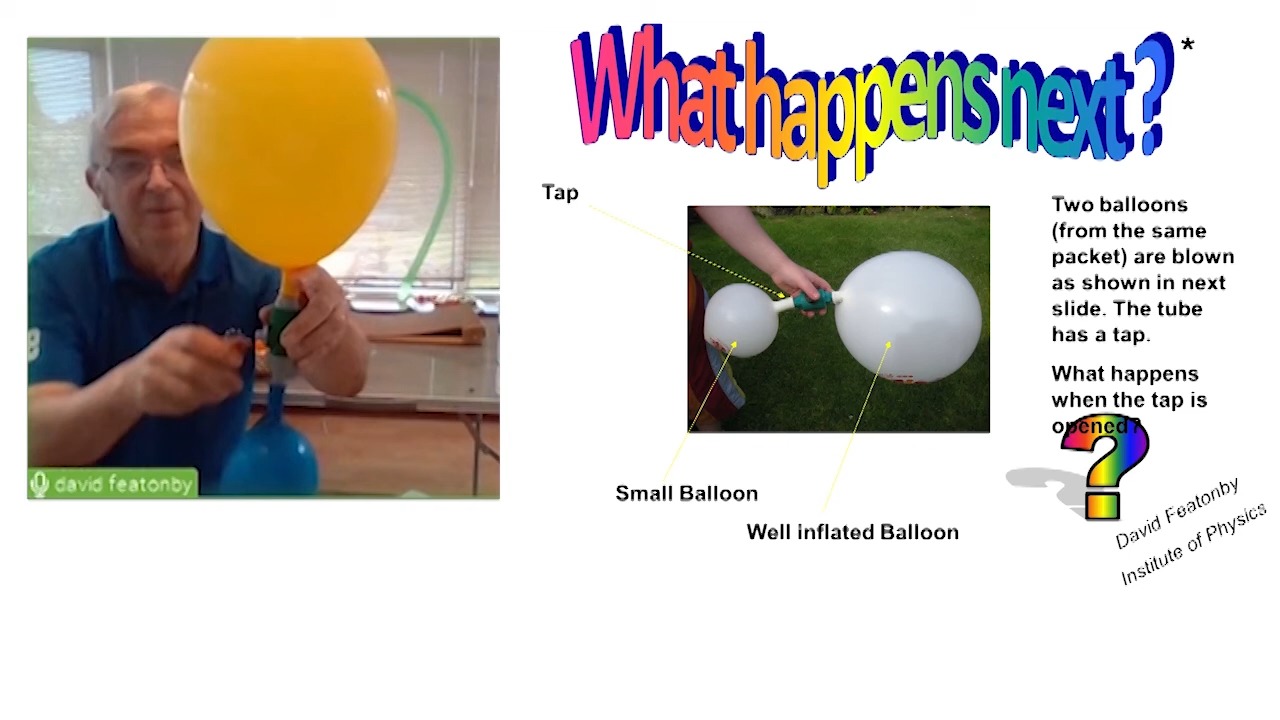 What happens next? *
Tap
Two balloons
(from the same
packet) are blown
as shown in next
slide. The tube
has a tap.
What happens
when the tap is
opened?
?
Small Balloon
Well inflated Balloon
David Featonby
Institute of Physics
david featonby